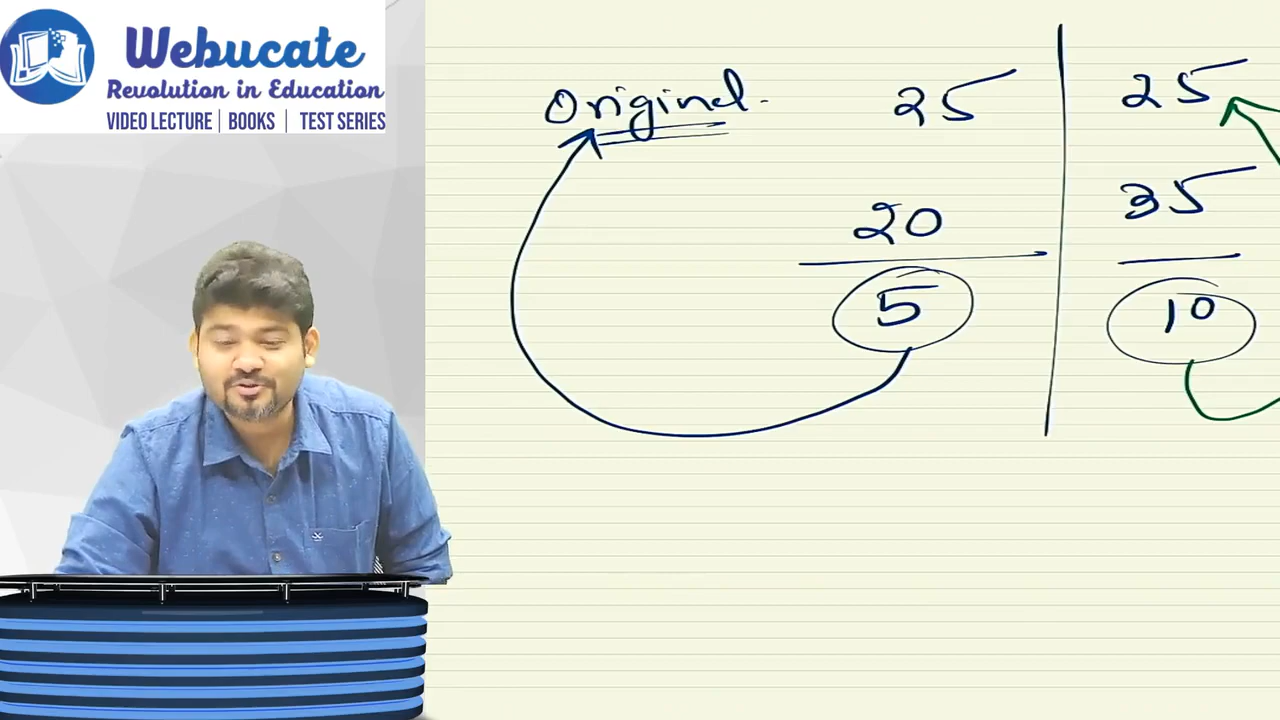 Webucate
Revolution in Education
VIDEO LECTURE | BOOKS | TEST SERIES
Original. 25
20
5
25
35
10